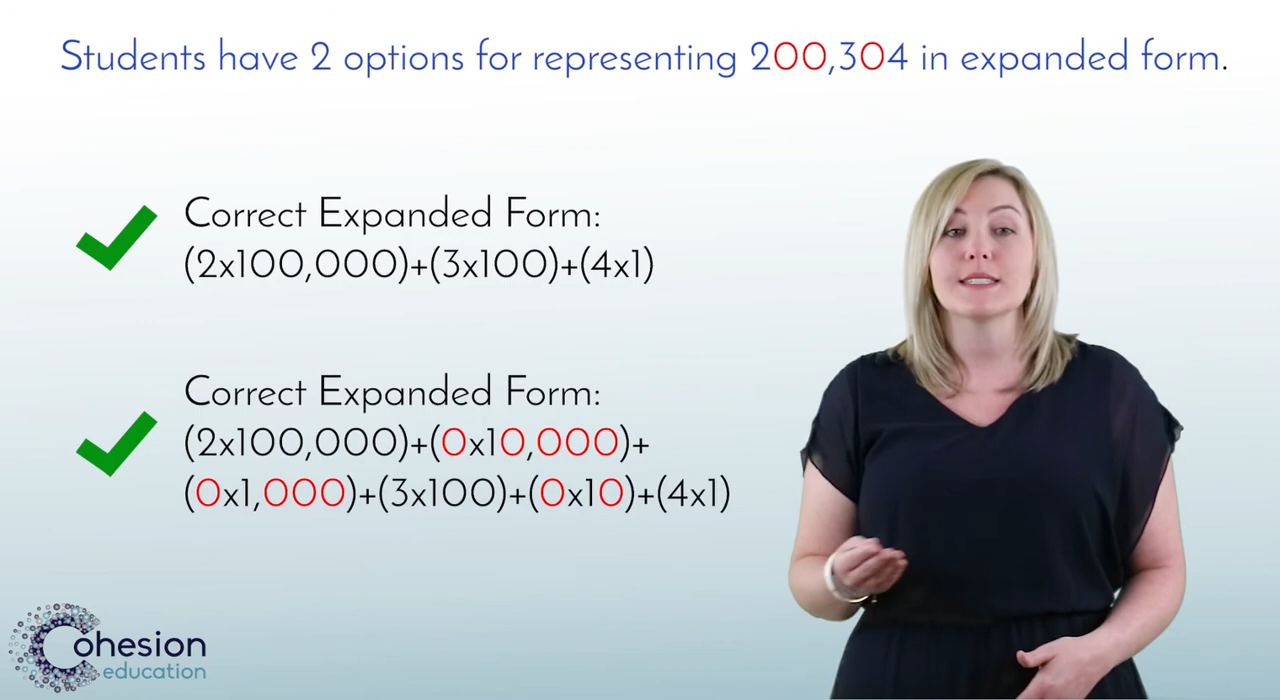 Students have 2 options for representing 200,304 in expanded form.
Correct Expanded Form:
(2x100,000)+(3x100)+(4x1)
Correct Expanded Form:
(2x100,000)+(0x10,000)+
(0x1,000)+(3x100)+(0x10)+(4x1)
Cohesion
education